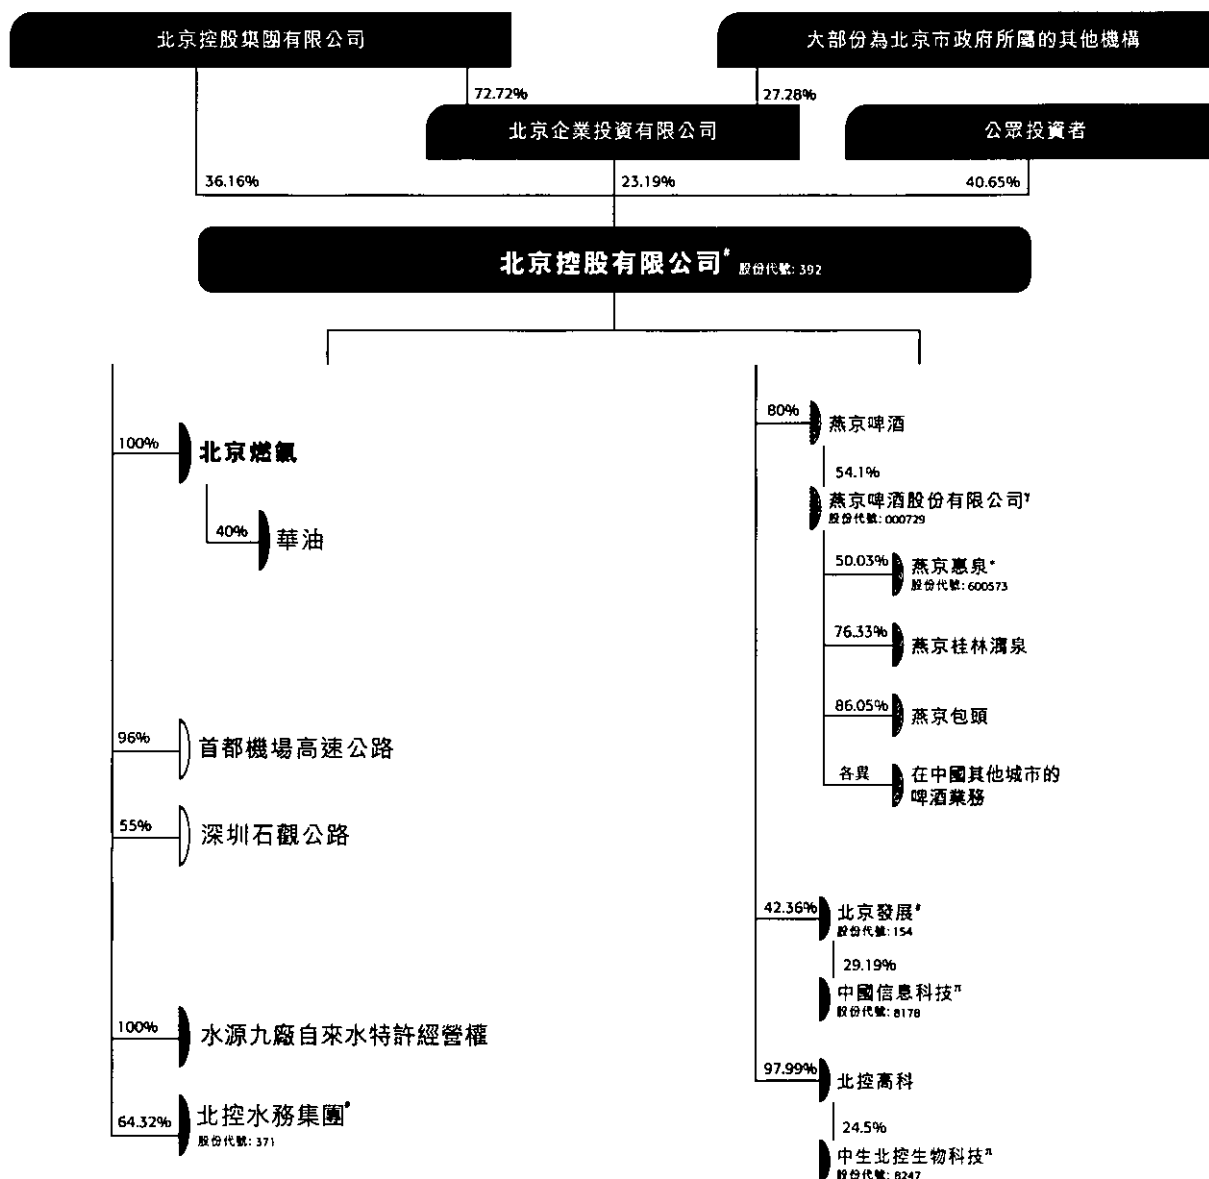 北京控股集團有限公司
大部份為北京市政府所屬的其他機構
72.72%
27.28%
北京企業投資有限公司
公眾投資者
36.16%
23.19%
40.65%
北京控股有限公司# 股份代號: 392
100%
北京燃氣
40%
華油
96%
首都機場高速公路
55%
深圳石觀公路
100%
水源九廠自來水特許經營權
64.32%
北控水務集團#
股份代號: 371
80%
燕京啤酒
54.1%
燕京啤酒股份有限公司
股份代號: 000729
50.03%
燕京惠泉*
股份代號: 600573
76.33%
燕京桂林漓泉
86.05%
燕京包頭
各異
在中國其他城市的
啤酒業務
42.36%
北京發展#
股份代號: 154
29.19%
中國信息科技π
股份代號: 8178
97.99%
北控高科
24.5%
中生北控生物科技π
股份代號: 8247